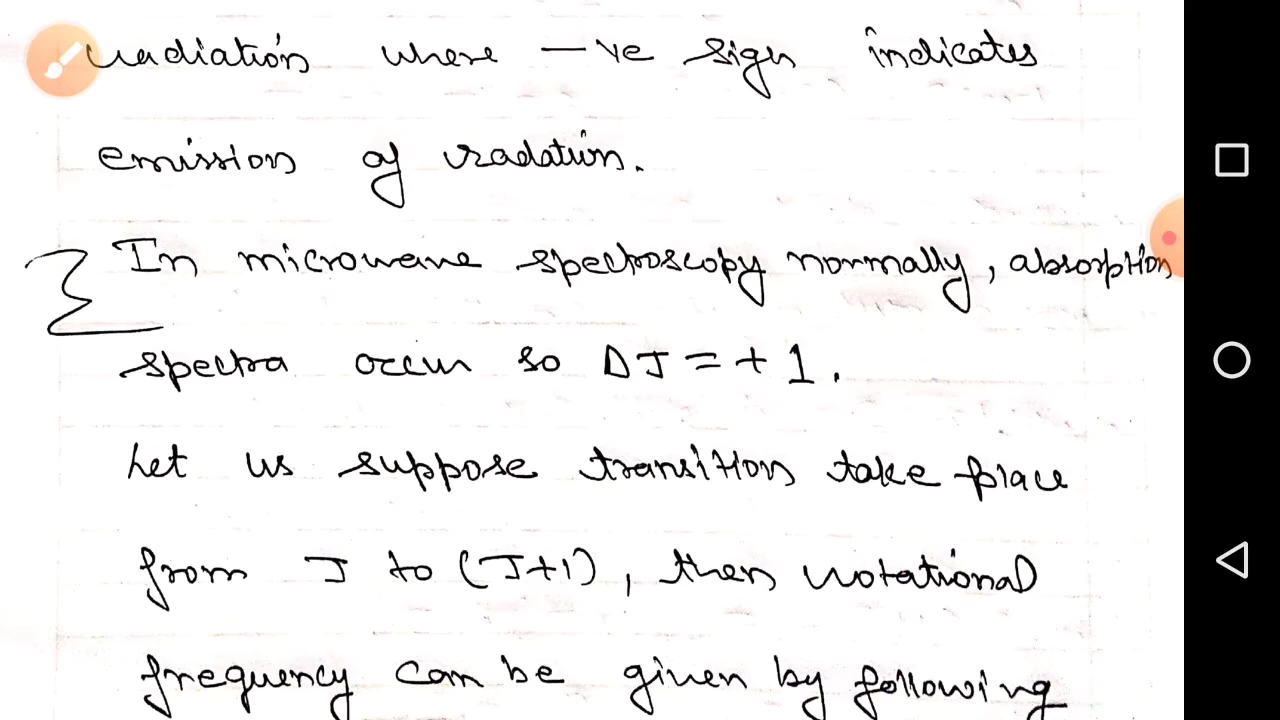 radiation where -ve sign indicates
emission of radation.
In microwave spectroscopy normally, absorption
spectra occur so ΔJ = +1.
Let us suppose transition take place
from J to (J+1), then rotational
frequency can be given by following